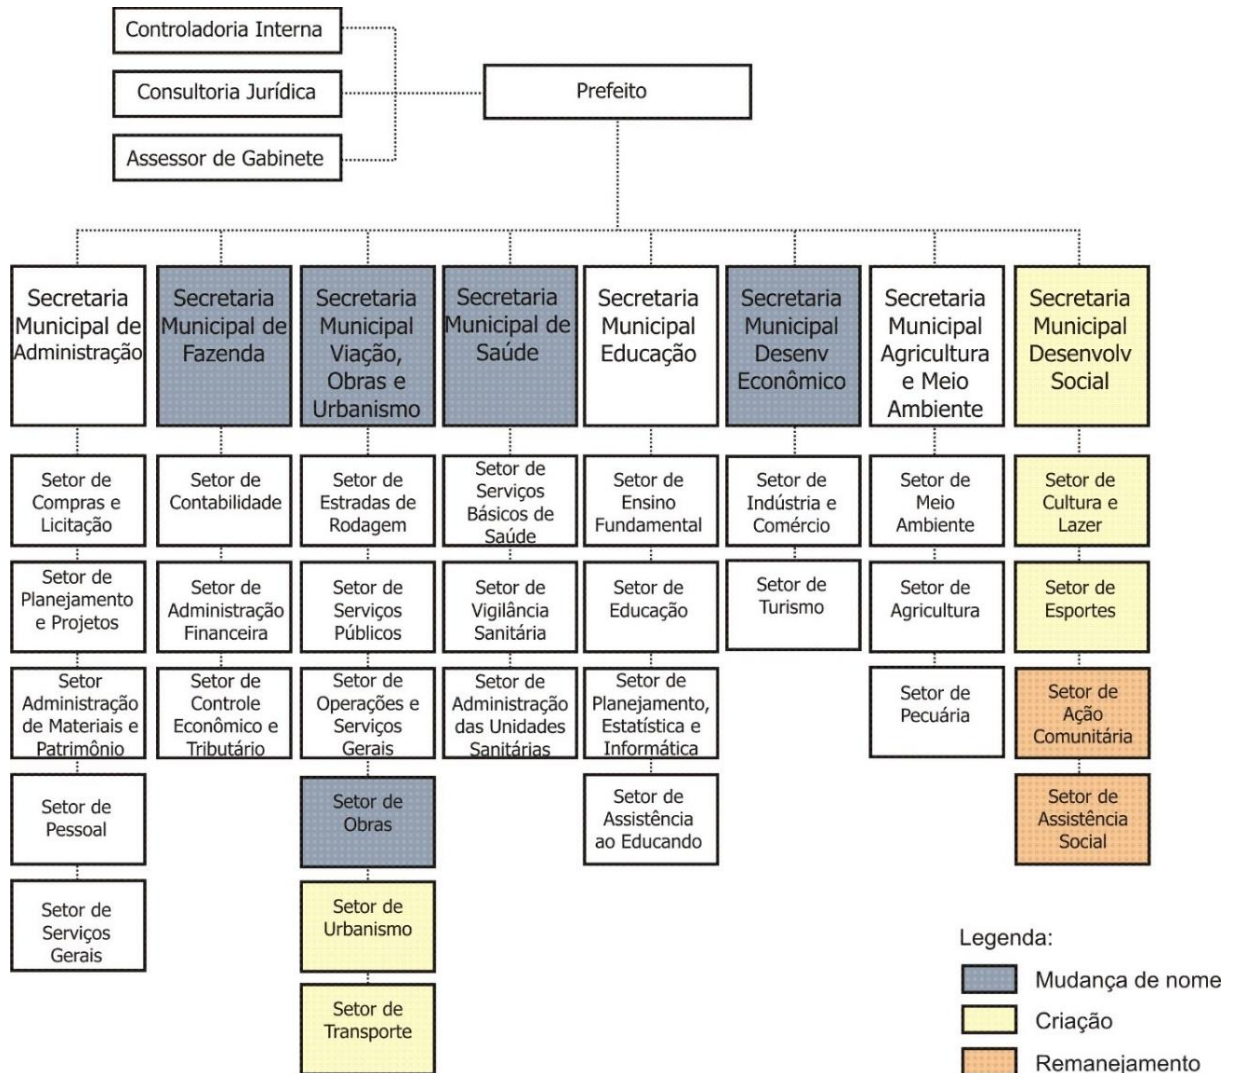 Controladoria Interna
Consultoria Jurídica
Assessor de Gabinete
Prefeito
Secretaria
Municipal de
Administração
Secretaria
Municipal de
Fazenda
Secretaria
Municipal
Viação,
Obras e
Urbanismo
Secretaria
Municipal de
Saúde
Secretaria
Municipal
Educação
Secretaria
Municipal
Desenv
Econômico
Secretaria
Municipal
Agricultura
e Meio
Ambiente
Secretaria
Municipal
Desenvolv
Social
Setor de
Compras e
Licitação
Setor de
Contabilidade
Setor de
Estradas de
Rodagem
Setor de
Serviços
Básicos de
Saúde
Setor de
Ensino
Fundamental
Setor de
Indústria e
Comércio
Setor de
Meio
Ambiente
Setor de
Cultura e
Lazer
Setor de
Planejamento
e Projetos
Setor de
Administração
Financeira
Setor de
Serviços
Públicos
Setor de
Vigilância
Sanitária
Setor de
Educação
Setor de
Turismo
Setor de
Agricultura
Setor de
Esportes
Setor
Administração
de Materiais e
Patrimônio
Setor de
Controle
Econômico e
Tributário
Setor de
Operações e
Serviços
Gerais
Setor de
Administração
das Unidades
Sanitárias
Setor de
Planejamento,
Estatística e
Informática
Setor de
Pecuária
Setor de
Ação
Comunitária
Setor de
Pessoal
Setor de
Obras
Setor de
Assistência
ao Educando
Setor de
Assistência
Social
Setor de
Serviços
Gerais
Setor de
Urbanismo
Setor de
Transporte
Legenda:
Mudança de nome
Criação
Remanejamento